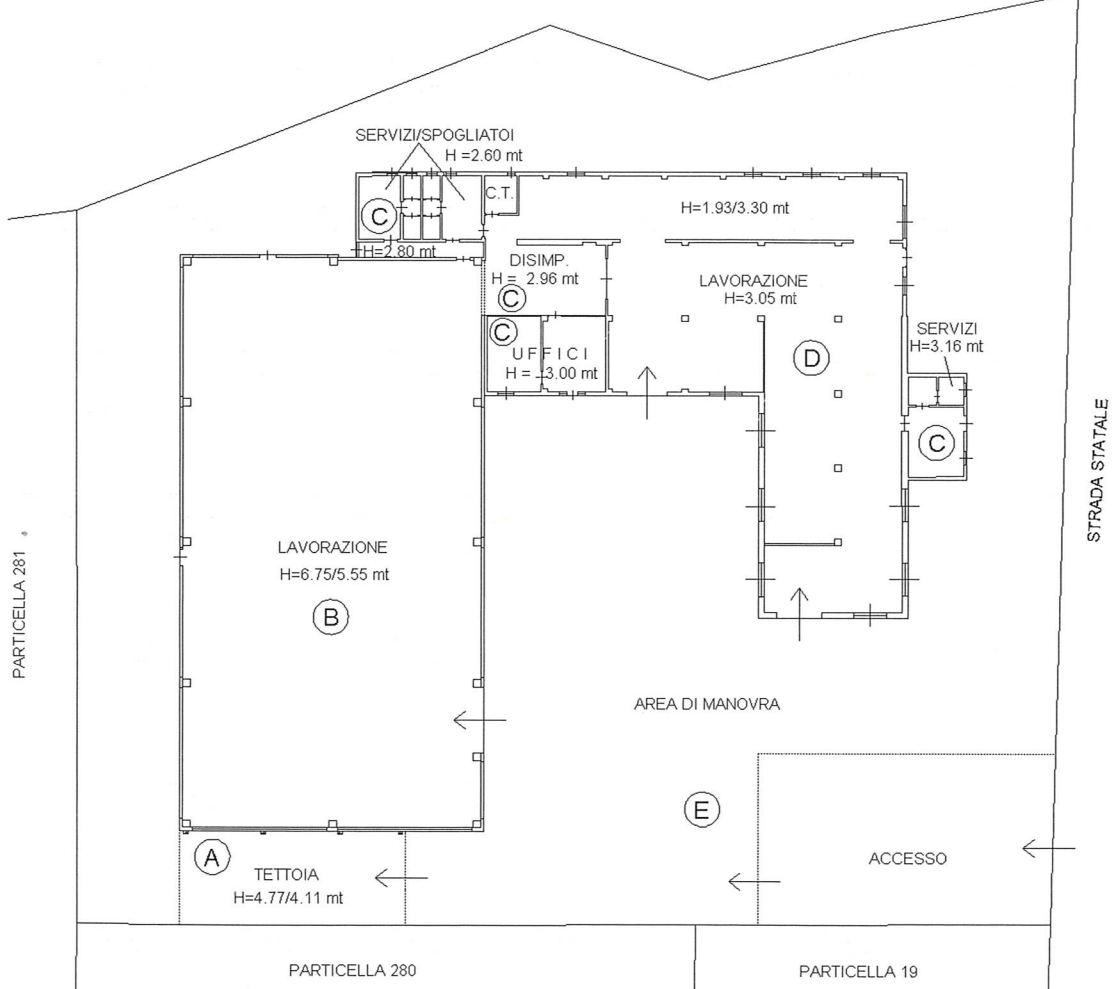 SERVIZI/SPOGLIATOI
H =2.60 mt
C.T.
C
H=2.80 mt
H=1.93/3.30 mt
DISIMP.
H = 2.96 mt
C
LAVORAZIONE
H=3.05 mt
C
UFFICI
H = 3.00 mt
D
SERVIZI
H=3.16 mt
C
STRADA STATALE
PARTICELLA 281
LAVORAZIONE
H=6.75/5.55 mt
B
AREA DI MANOVRA
E
A
TETTOIA
H=4.77/4.11 mt
ACCESSO
PARTICELLA 280
PARTICELLA 19